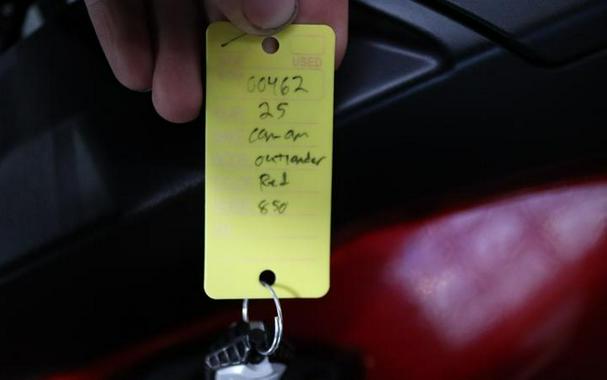 USED
00462
25
can-am
outlander
Red
850